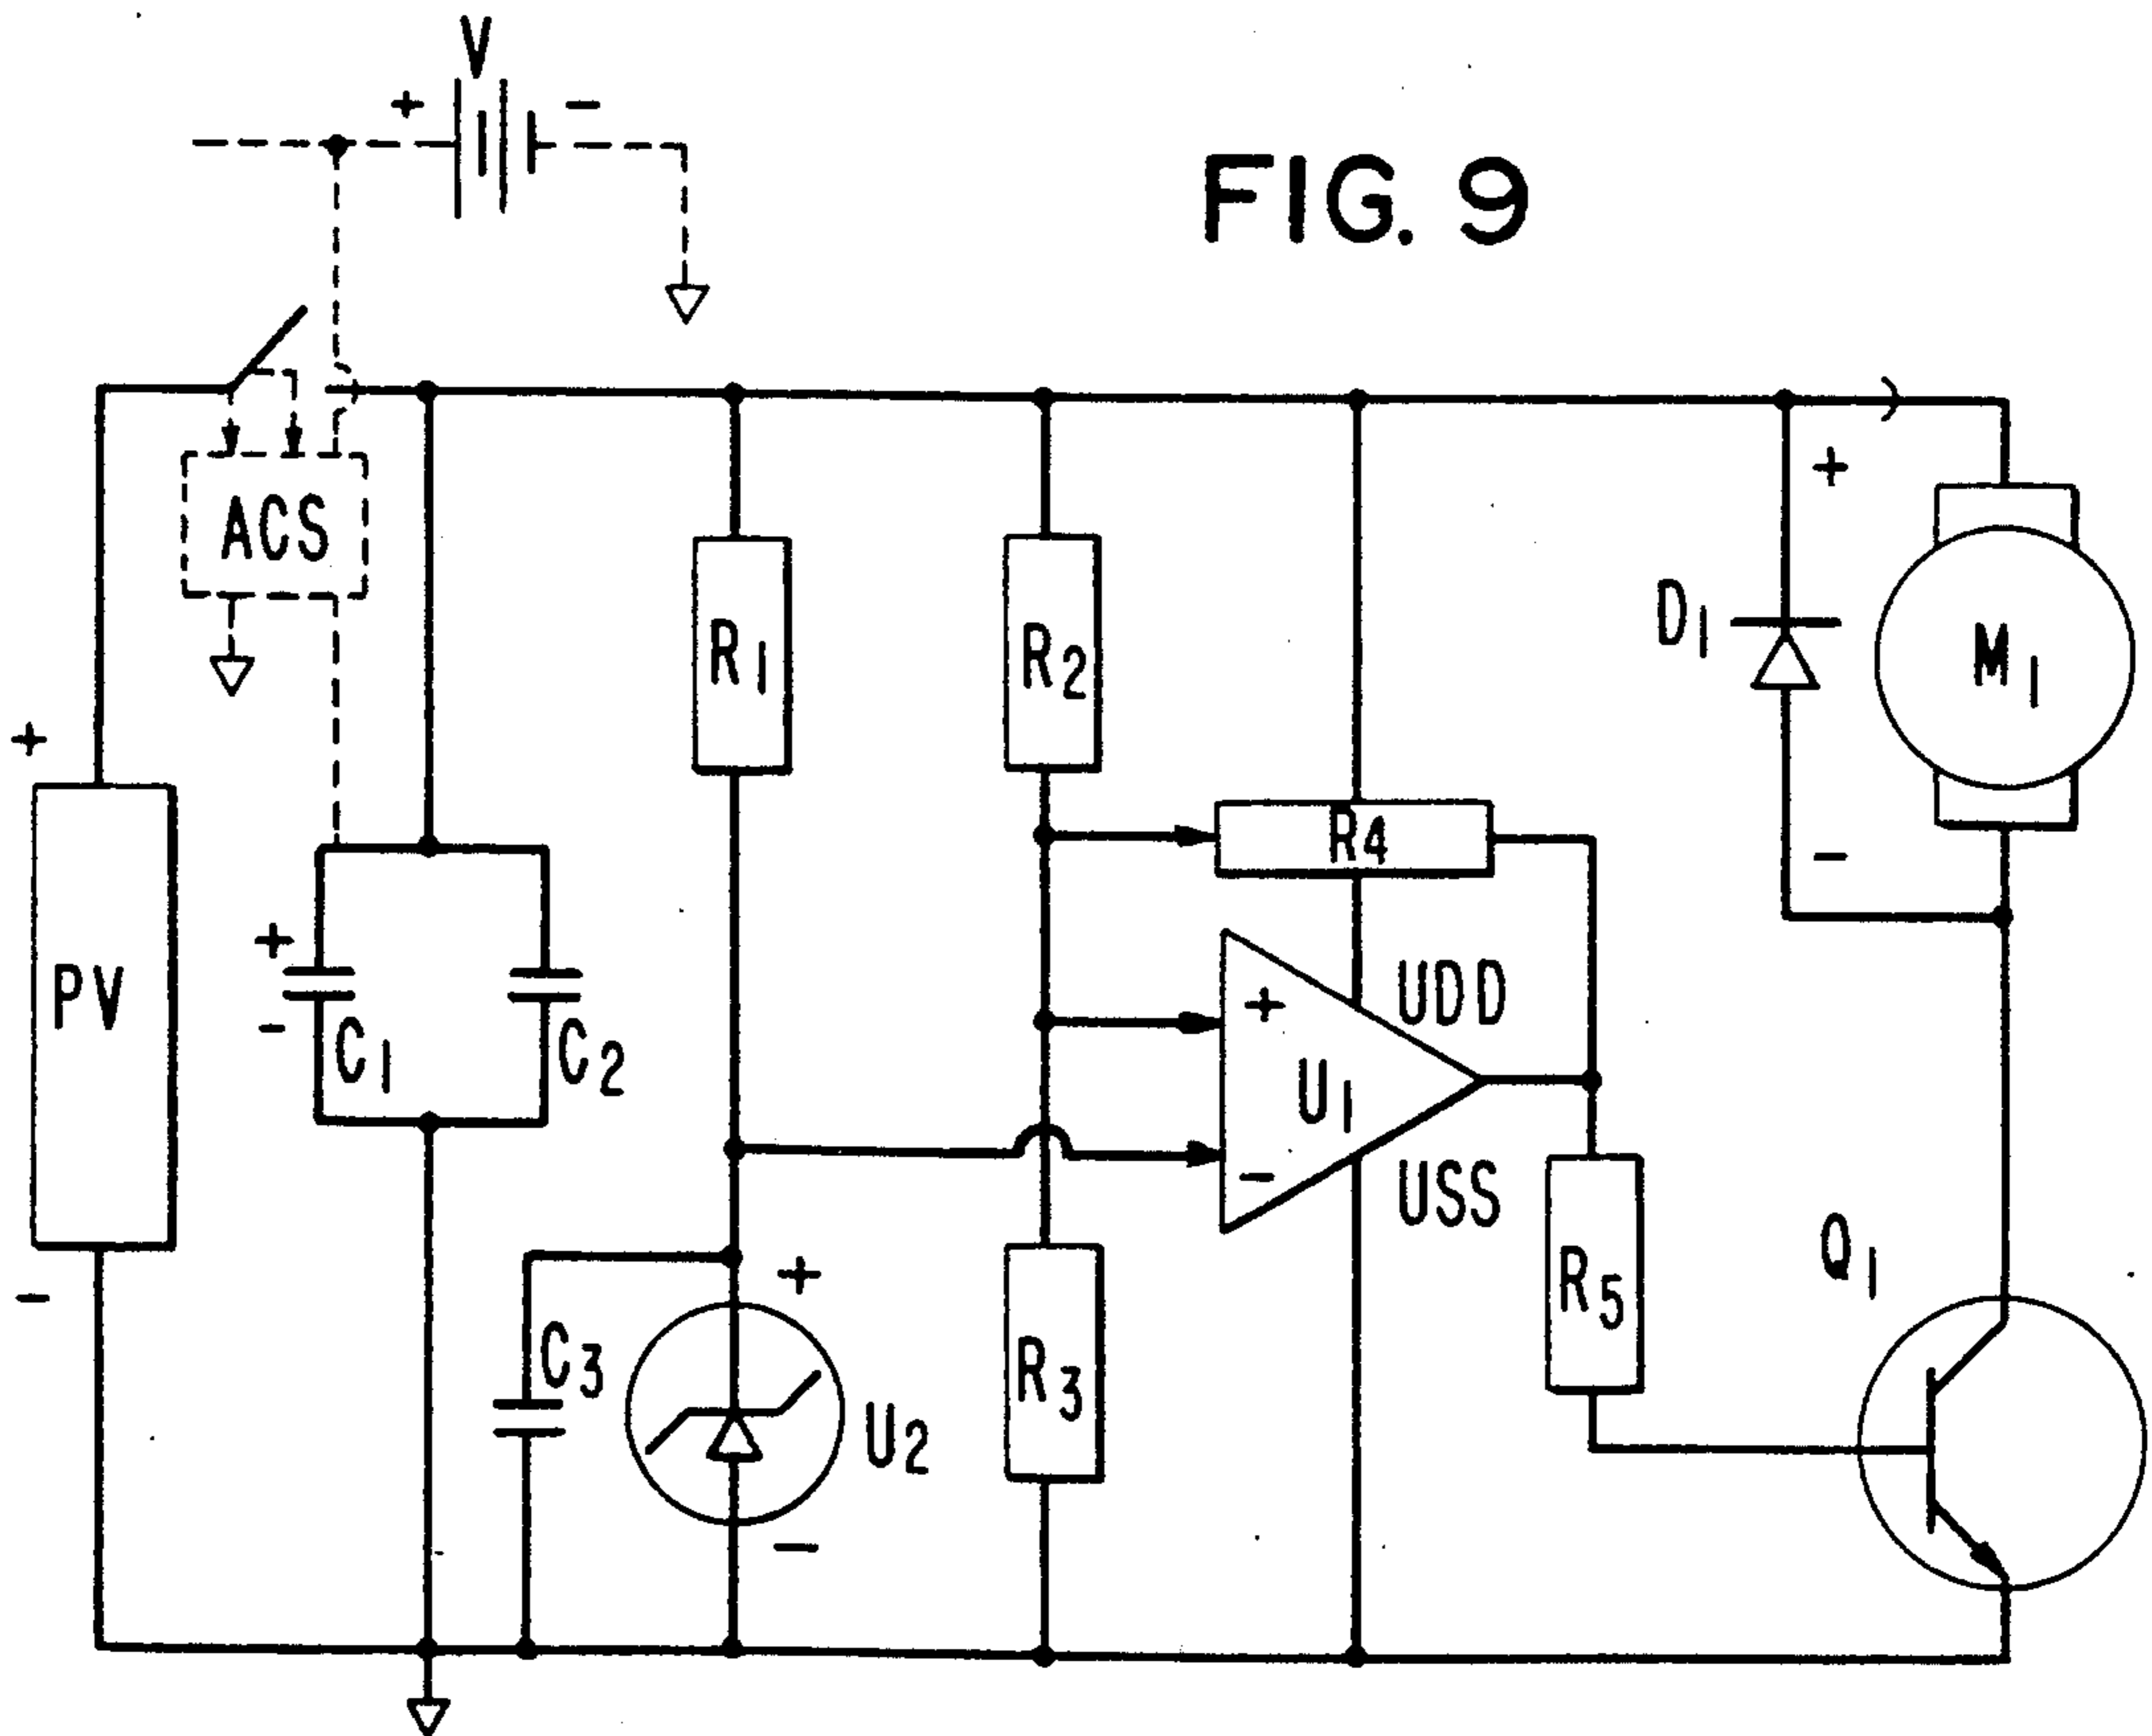 V
+ -
FIG. 9
ACS
R1
R2
D1
+
M1
-
+
PV
-
R4
+
-
C1
C2
UDD
+
U1
-
USS
R5
Q1
C3
+
U2
-
R3